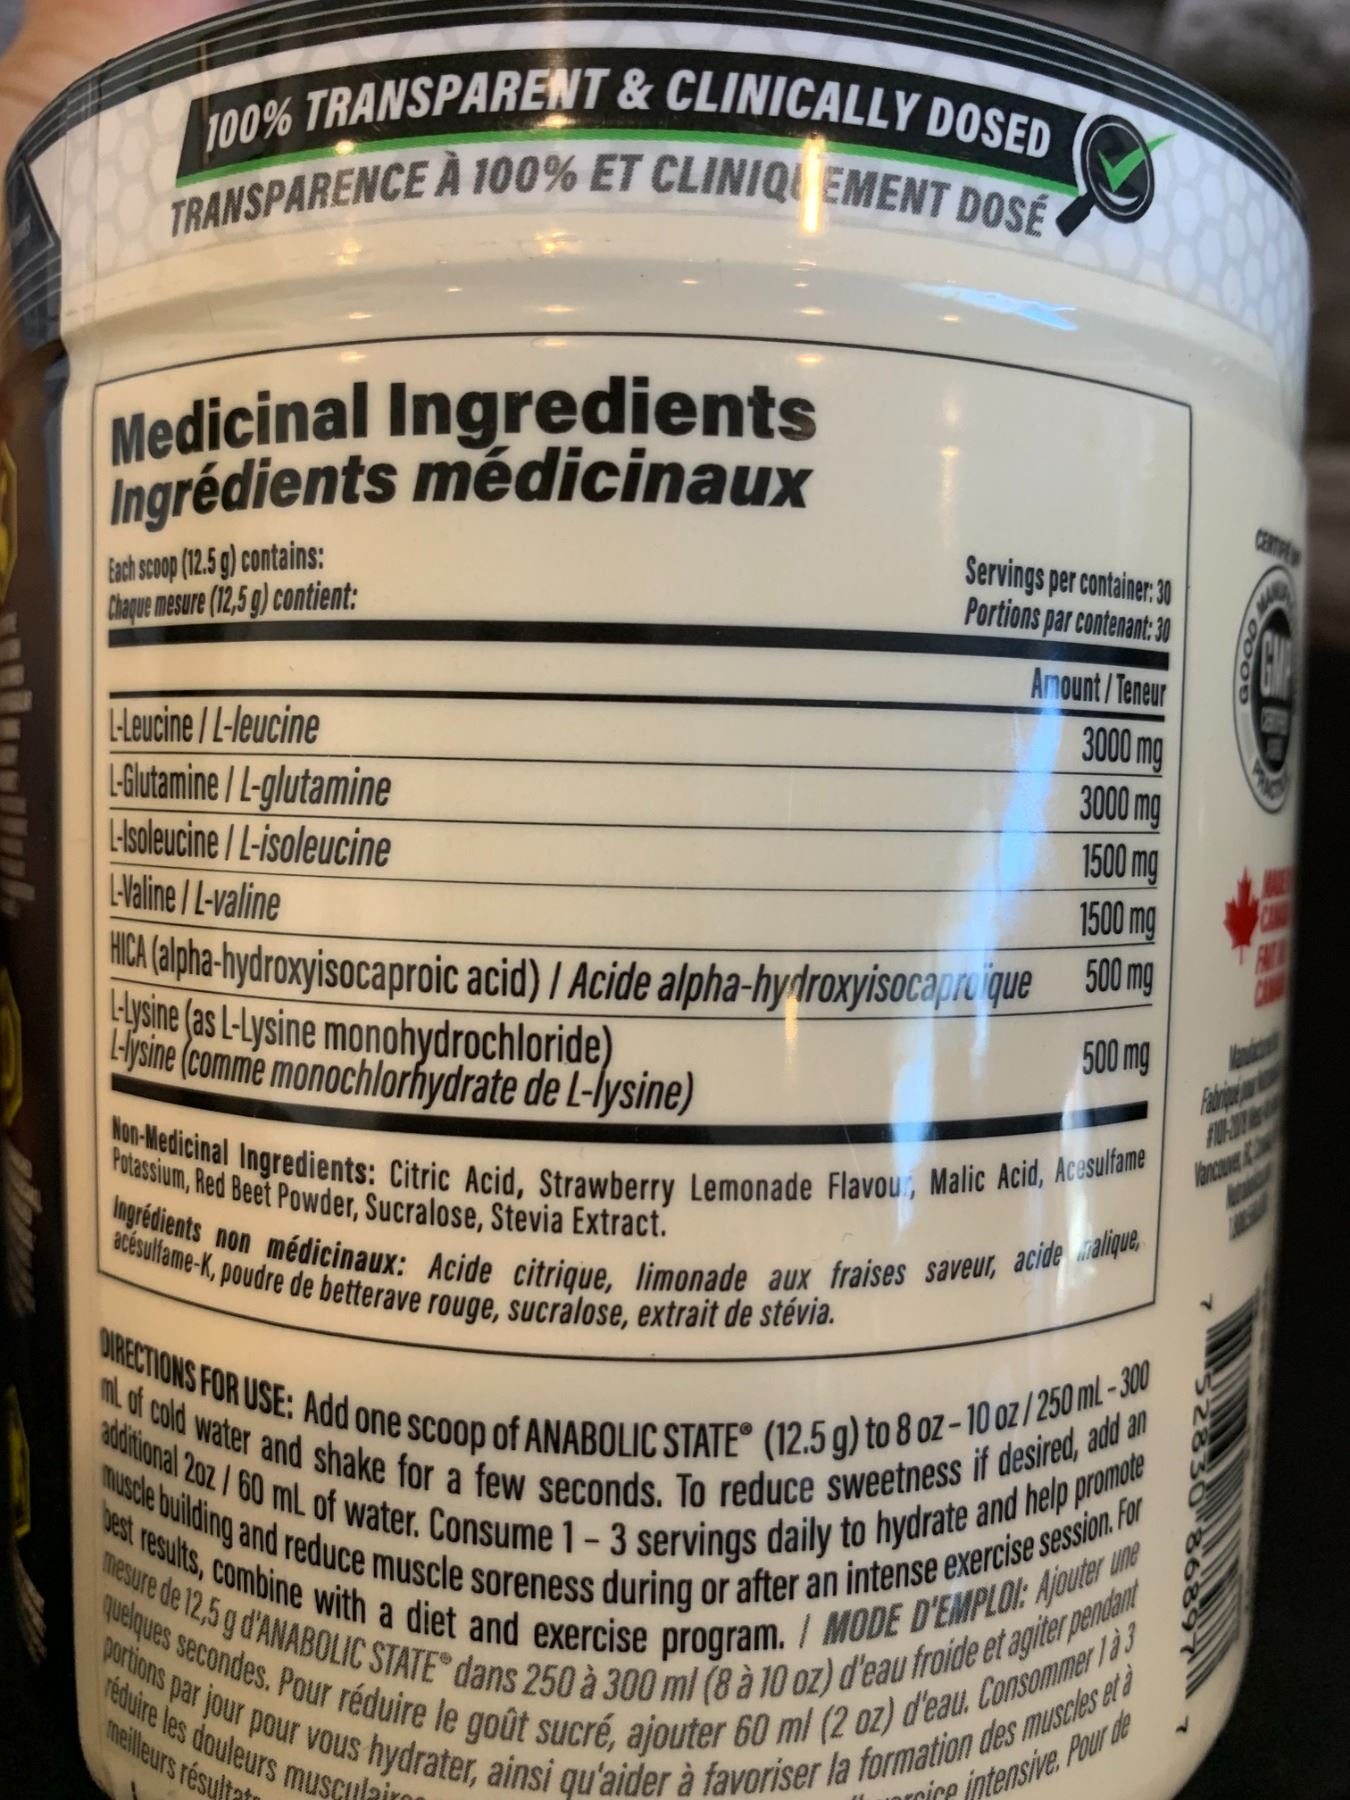 100% TRANSPARENT & CLINICALLY DOSED
TRANSPARENCE À 100% ET CLINIQUEMENT DOSÉ
Medicinal Ingredients
Ingrédients médicinaux
Each scoop (12.5 g) contains:
Chaque mesure (12,5 g) contient:
Servings per container: 30
Portions par contenant: 30
Amount / Teneur
L-Leucine / L-leucine 3000 mg
L-Glutamine / L-glutamine 3000 mg
L-Isoleucine / L-isoleucine 1500 mg
L-Valine / L-valine 1500 mg
HICA (alpha-hydroxyisocaproic acid) / Acide alpha-hydroxyisocaproïque 500 mg
L-Lysine (as L-Lysine monohydrochloride)
L-lysine (comme monochlorhydrate de L-lysine) 500 mg
Non-Medicinal Ingredients: Citric Acid, Strawberry Lemonade Flavour, Malic Acid, Acesulfame
Potassium, Red Beet Powder, Sucralose, Stevia Extract.
Ingrédients non médicinaux: Acide citrique, limonade aux fraises saveur, acide malique,
acésulfame-K, poudre de betterave rouge, sucralose, extrait de stévia.
DIRECTIONS FOR USE: Add one scoop of ANABOLIC STATE® (12.5 g) to 8 oz – 10 oz / 250 mL – 300
mL of cold water and shake for a few seconds. To reduce sweetness if desired, add an
additional 2oz / 60 mL of water. Consume 1 – 3 servings daily to hydrate and help promote
muscle building and reduce muscle soreness during or after an intense exercise session. For
best results, combine with a diet and exercise program. / MODE D'EMPLOI: Ajouter une
mesure de 12,5 g d'ANABOLIC STATE® dans 250 à 300 ml (8 à 10 oz) d'eau froide et agiter pendant
quelques secondes. Pour réduire le goût sucré, ajouter 60 ml (2 oz) d'eau. Consommer 1 à 3
portions par jour pour vous hydrater, ainsi qu'aider à favoriser la formation des muscles et à
réduire les douleurs intensive. Pour de
meilleurs
GOOD
GMP
7 52830 86897 7